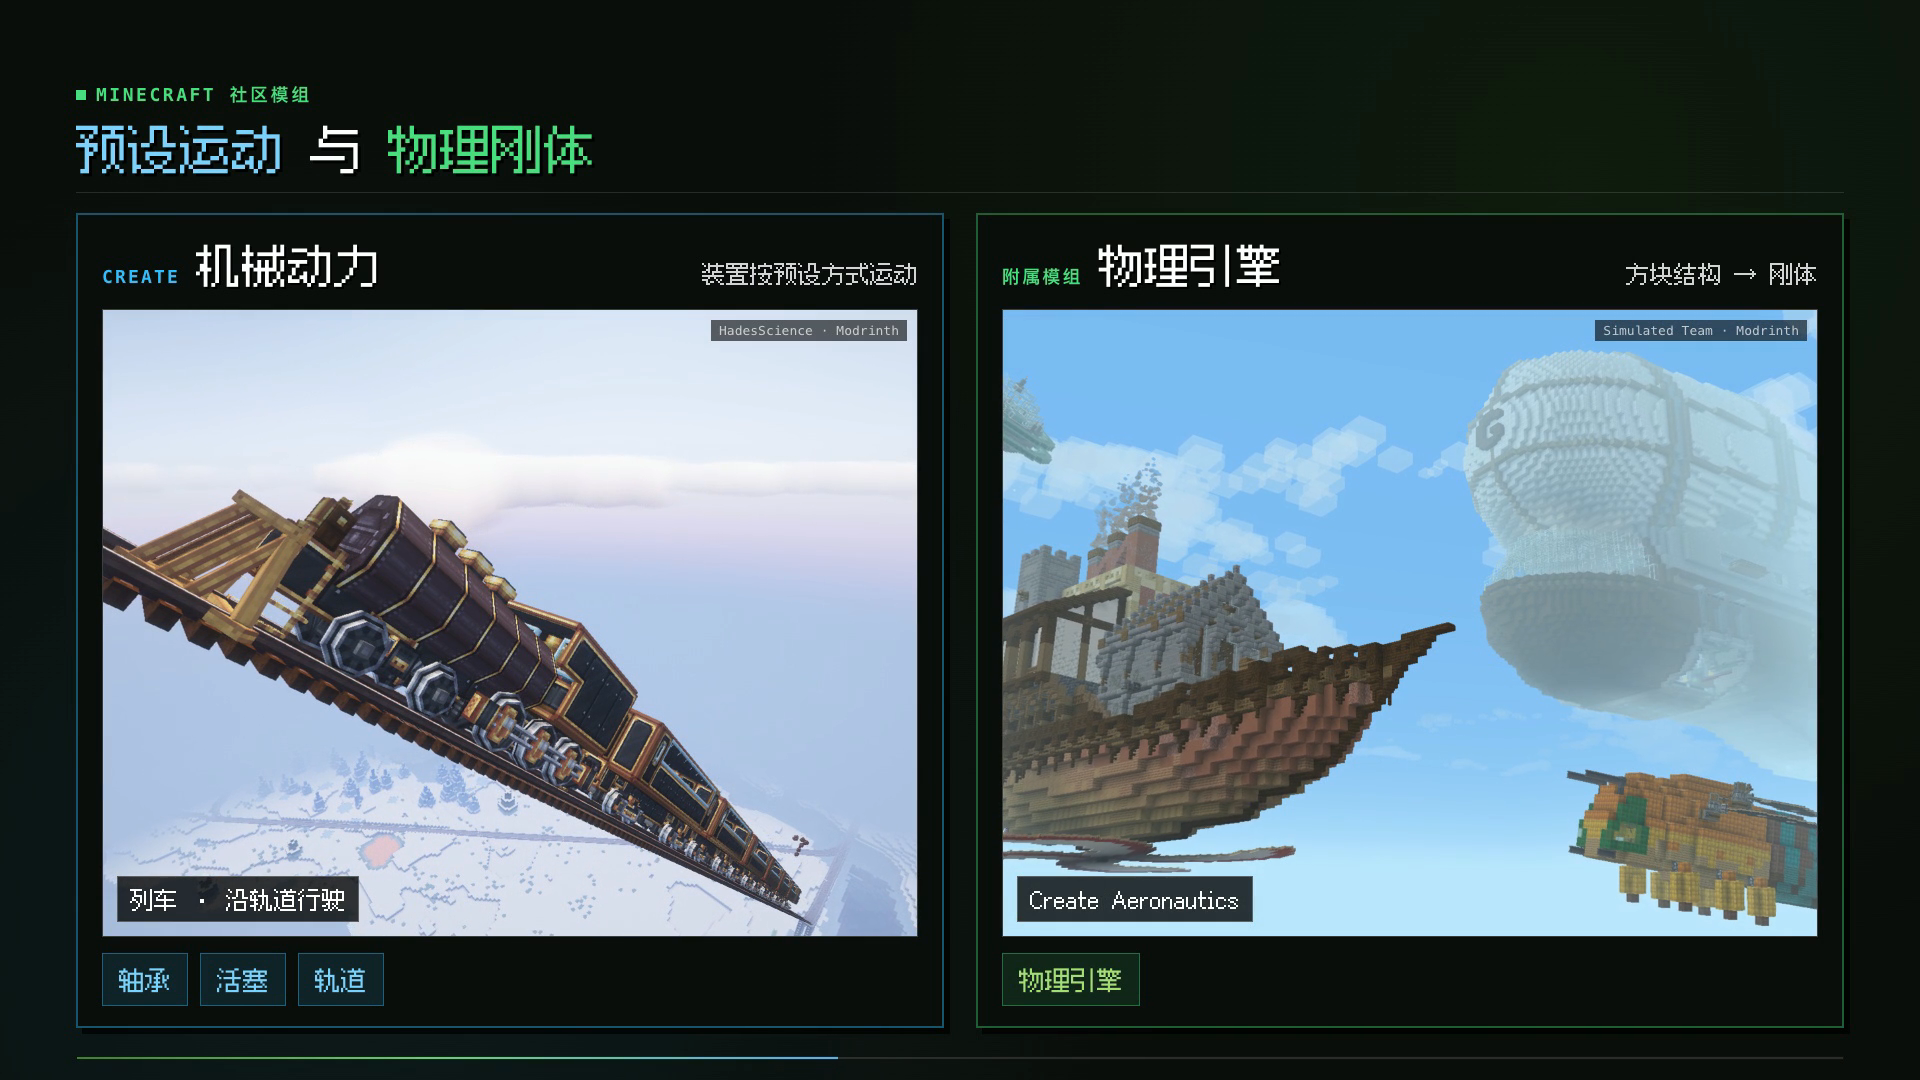 MINECRAFT 社区模组
预设运动 与 物理刚体
CREATE 机械动力 装置按预设方式运动
HadesScience · Modrinth
列车 · 沿轨道行驶
轴承 活塞 轨道
附属模组 物理引擎 方块结构 → 刚体
Simulated Team · Modrinth
Create Aeronautics
物理引擎